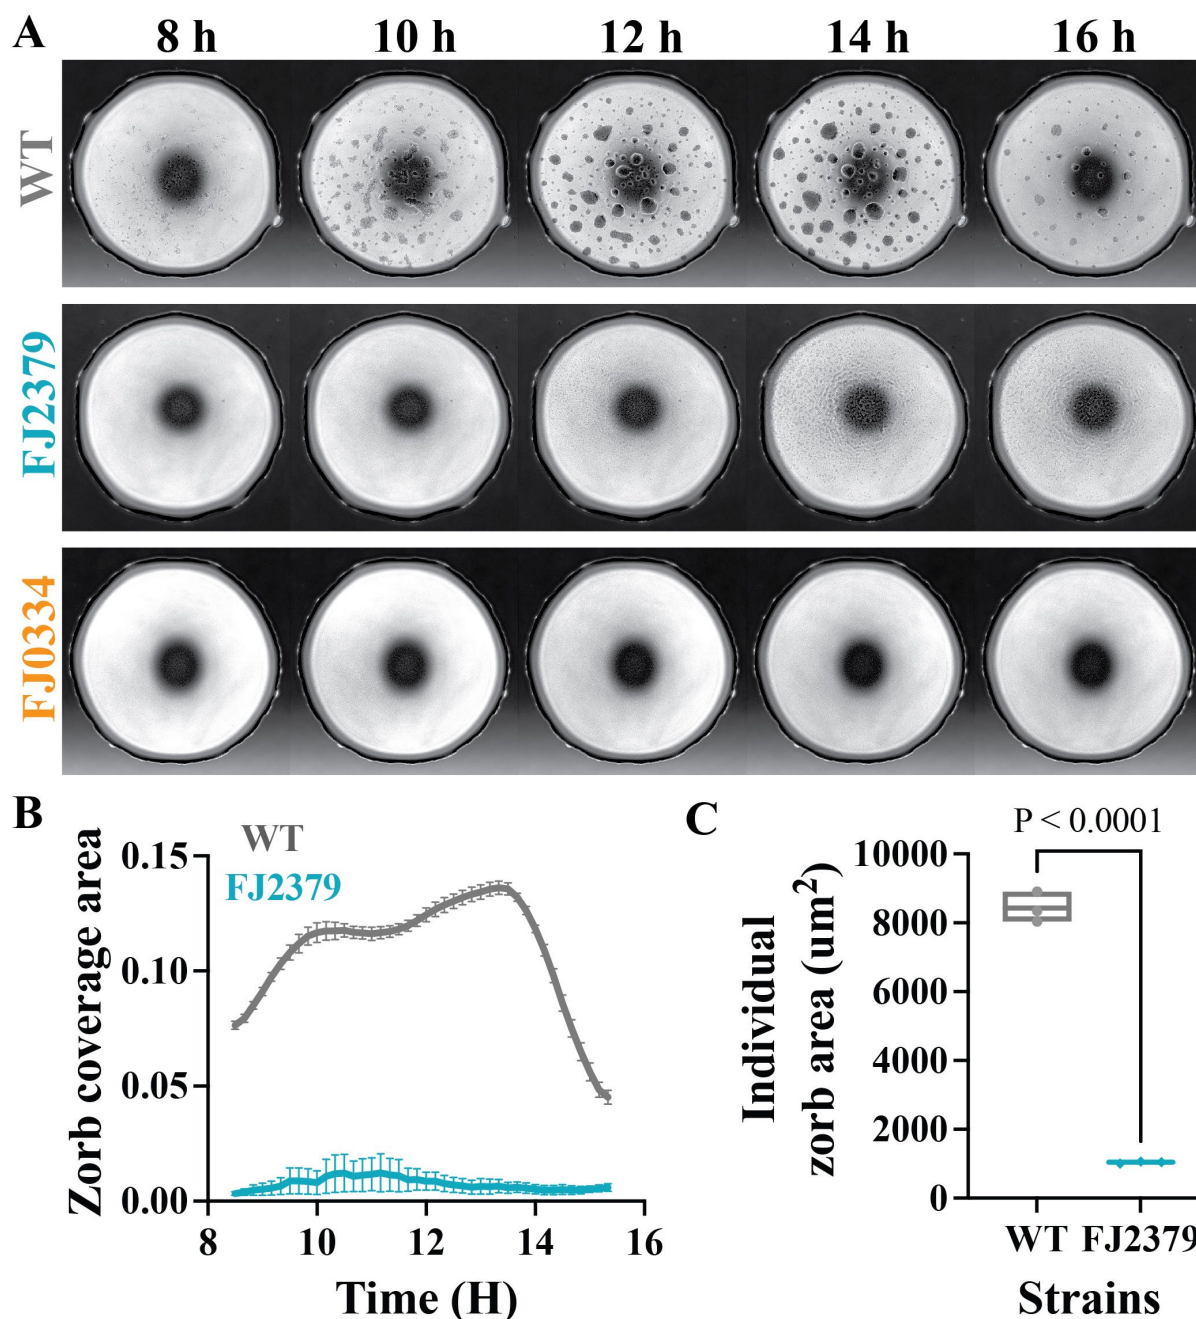 A
8 h 10 h 12 h 14 h 16 h
WT
FJ2379
FJ0334
B
WT
FJ2379
Zorb coverage area
0.15
0.10
0.05
0.00
8 10 12 14 16
Time (H)
C
P < 0.0001
Individual
zorb area (um²)
10000
8000
6000
4000
2000
0
WT FJ2379
Strains